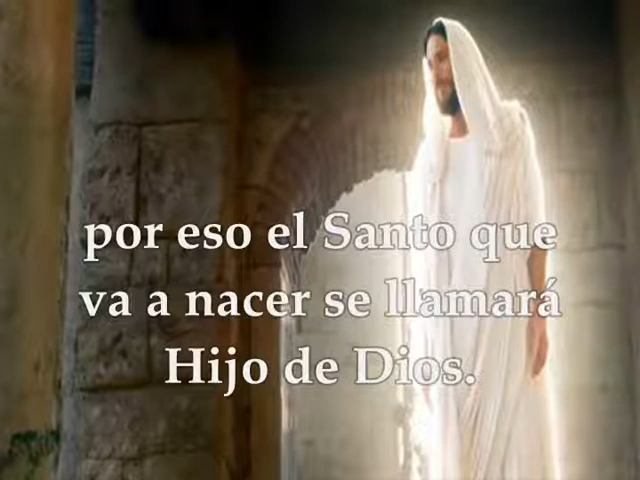 por eso el Santo que
va a nacer se llamará
Hijo de Dios.